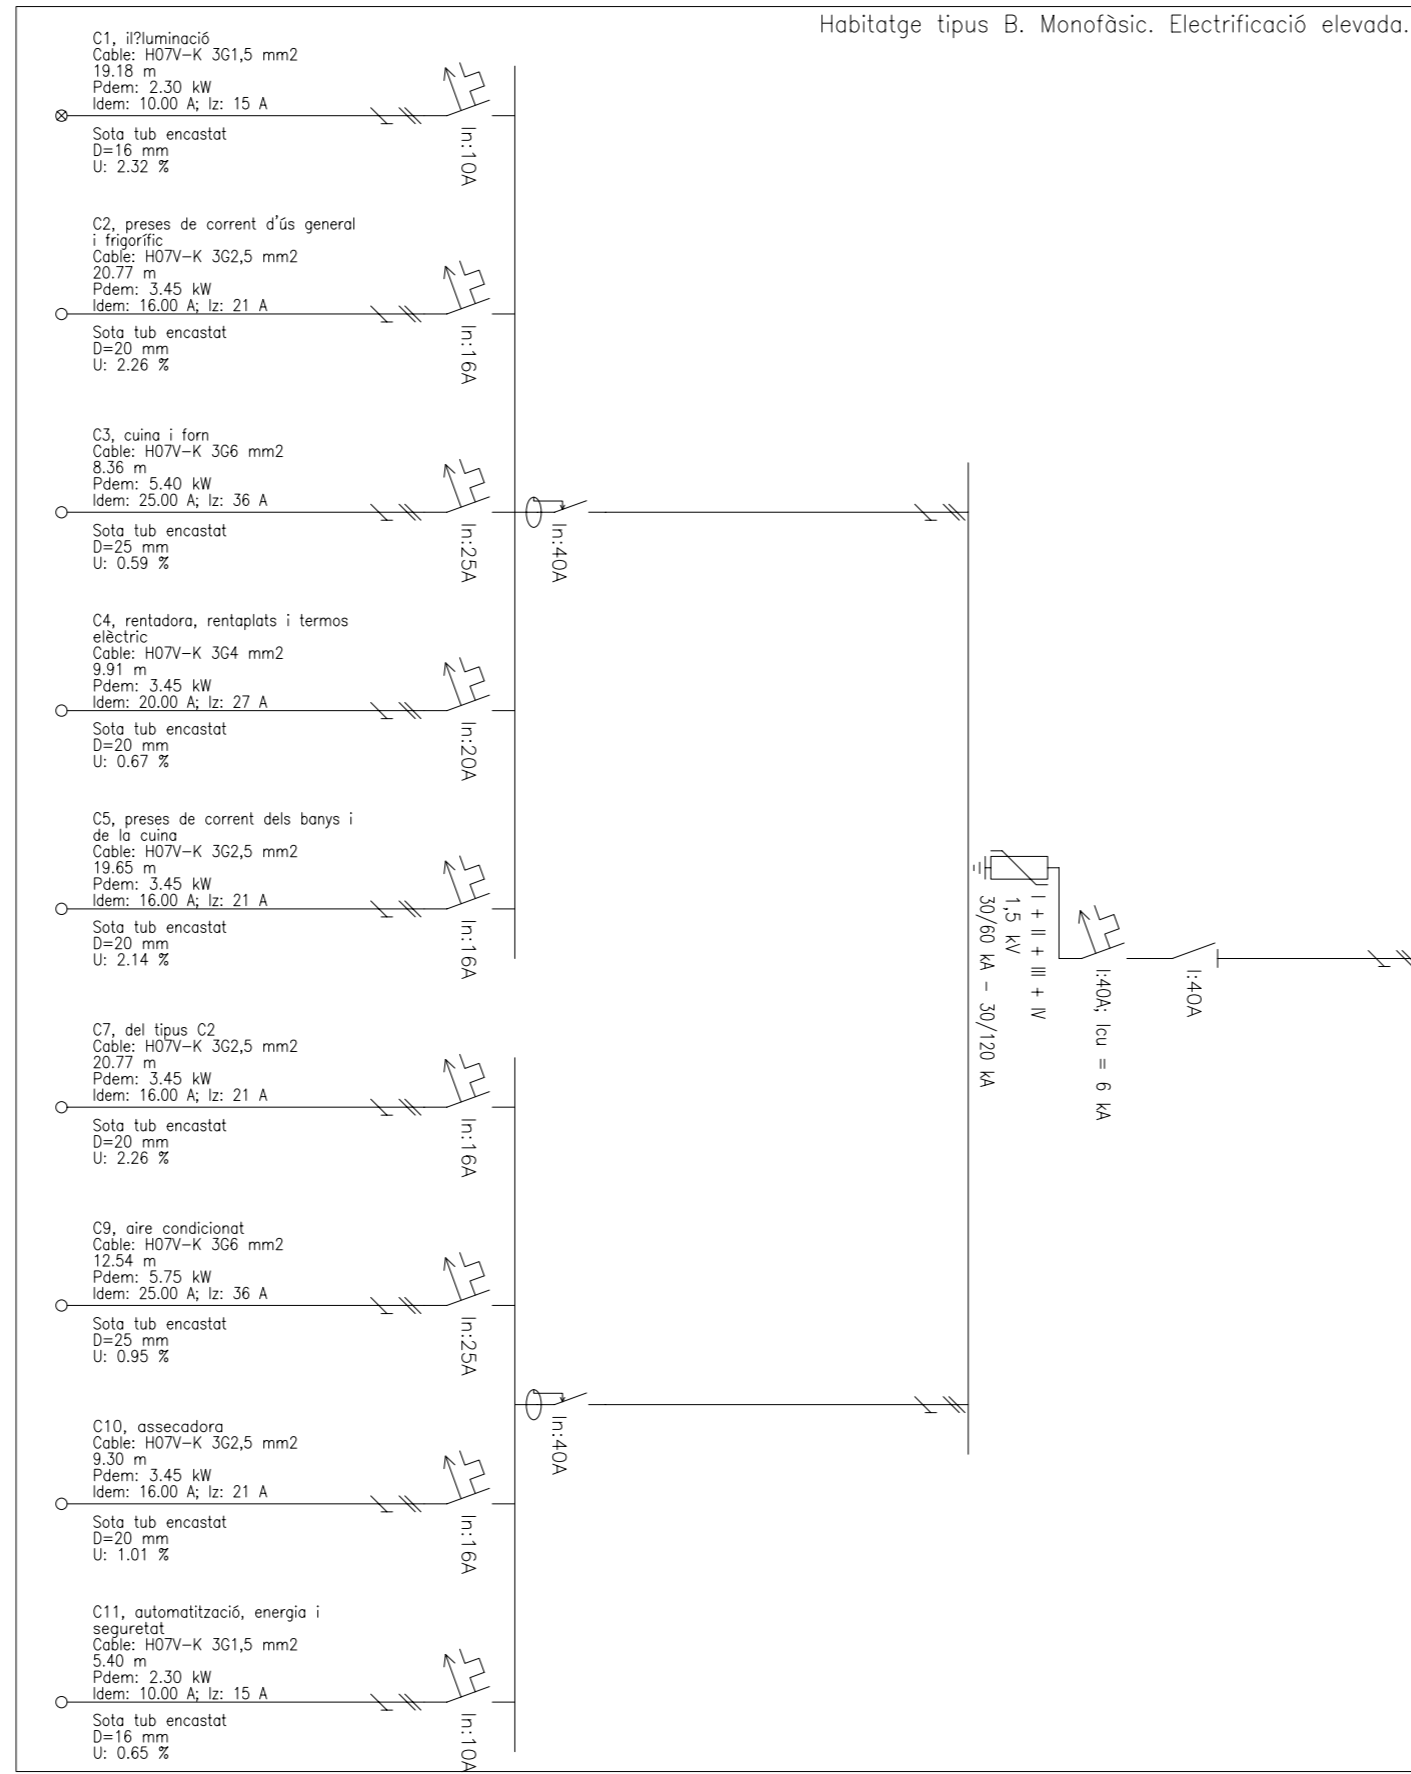 Habitatge tipus B. Monofàsic. Electrificació elevada.
C1, il?luminació
Cable: H07V-K 3G1,5 mm2
19.18 m
Pdem: 2.30 kW
Idem: 10.00 A; Iz: 15 A
Sota tub encastat
D=16 mm
U: 2.32 %
In:10A
C2, preses de corrent d'ús general
i frigorífic
Cable: H07V-K 3G2,5 mm2
20.77 m
Pdem: 3.45 kW
Idem: 16.00 A; Iz: 21 A
Sota tub encastat
D=20 mm
U: 2.26 %
In:16A
C3, cuina i forn
Cable: H07V-K 3G6 mm2
8.36 m
Pdem: 5.40 kW
Idem: 25.00 A; Iz: 36 A
Sota tub encastat
D=25 mm
U: 0.59 %
In:25A
In:40A
C4, rentadora, rentaplats i termos
elèctric
Cable: H07V-K 3G4 mm2
9.91 m
Pdem: 3.45 kW
Idem: 20.00 A; Iz: 27 A
Sota tub encastat
D=20 mm
U: 0.67 %
In:20A
C5, preses de corrent dels banys i
de la cuina
Cable: H07V-K 3G2,5 mm2
19.65 m
Pdem: 3.45 kW
Idem: 16.00 A; Iz: 21 A
Sota tub encastat
D=20 mm
U: 2.14 %
In:16A
I + II + III + IV
1,5 kV
30/60 kA - 30/120 kA
I:40A; Icu = 6 kA
I:40A
C7, del tipus C2
Cable: H07V-K 3G2,5 mm2
20.77 m
Pdem: 3.45 kW
Idem: 16.00 A; Iz: 21 A
Sota tub encastat
D=20 mm
U: 2.26 %
In:16A
C9, aire condicionat
Cable: H07V-K 3G6 mm2
12.54 m
Pdem: 5.75 kW
Idem: 25.00 A; Iz: 36 A
Sota tub encastat
D=25 mm
U: 0.95 %
In:25A
In:40A
C10, assecadora
Cable: H07V-K 3G2,5 mm2
9.30 m
Pdem: 3.45 kW
Idem: 16.00 A; Iz: 21 A
Sota tub encastat
D=20 mm
U: 1.01 %
In:16A
C11, automatització, energia i
seguretat
Cable: H07V-K 3G1,5 mm2
5.40 m
Pdem: 2.30 kW
Idem: 10.00 A; Iz: 15 A
Sota tub encastat
D=16 mm
U: 0.65 %
In:10A